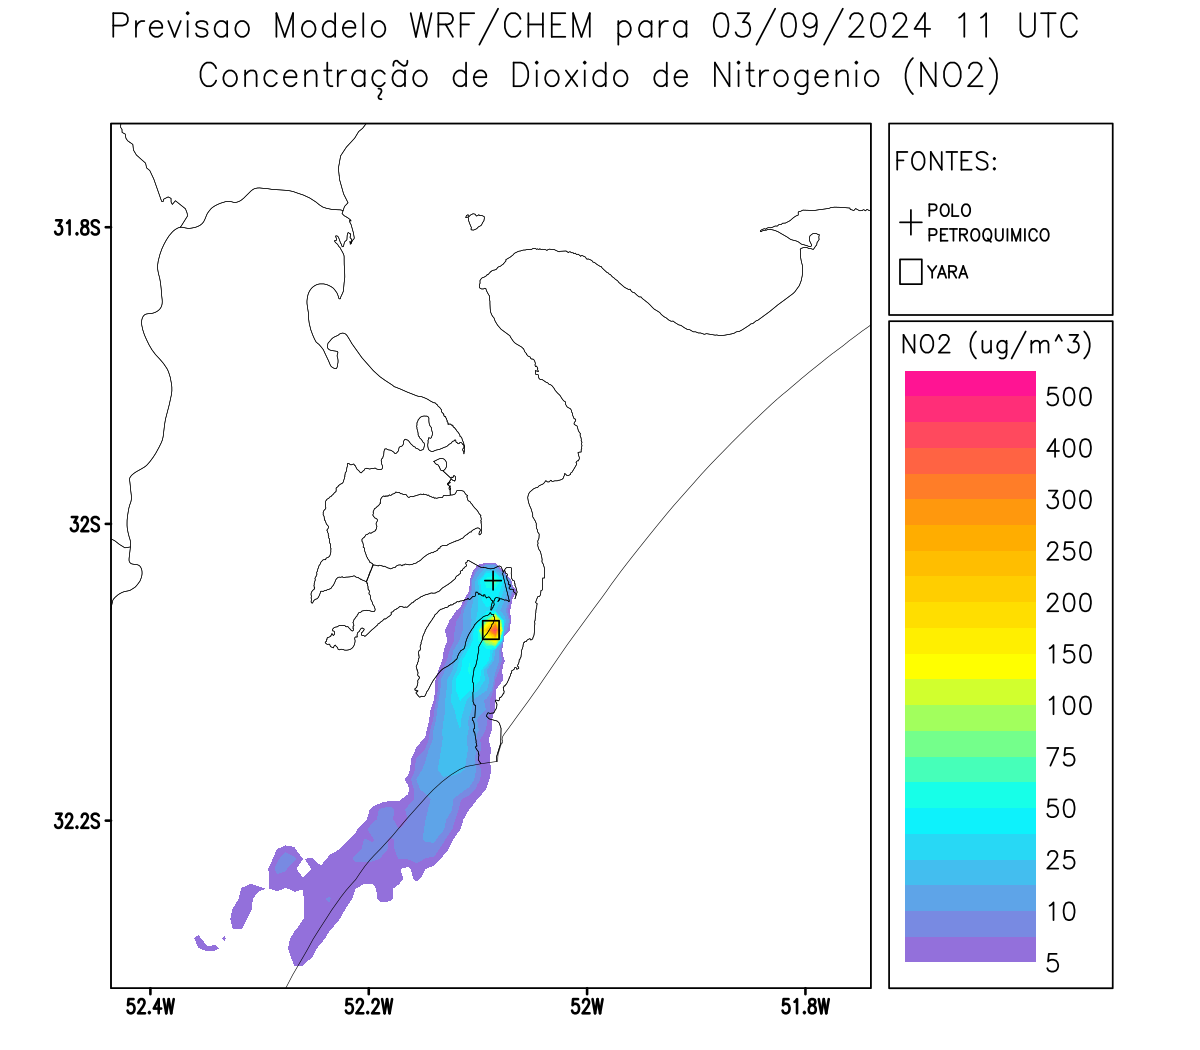 Previsao Modelo WRF/CHEM para 03/09/2024 11 UTC
Concentração de Dioxido de Nitrogenio (NO2)
FONTES:
POLO
PETROQUIMICO
YARA
NO2 (ug/m^3)
500
400
300
250
200
150
100
75
50
25
10
5
31.8S
32S
32.2S
52.4W
52.2W
52W
51.8W